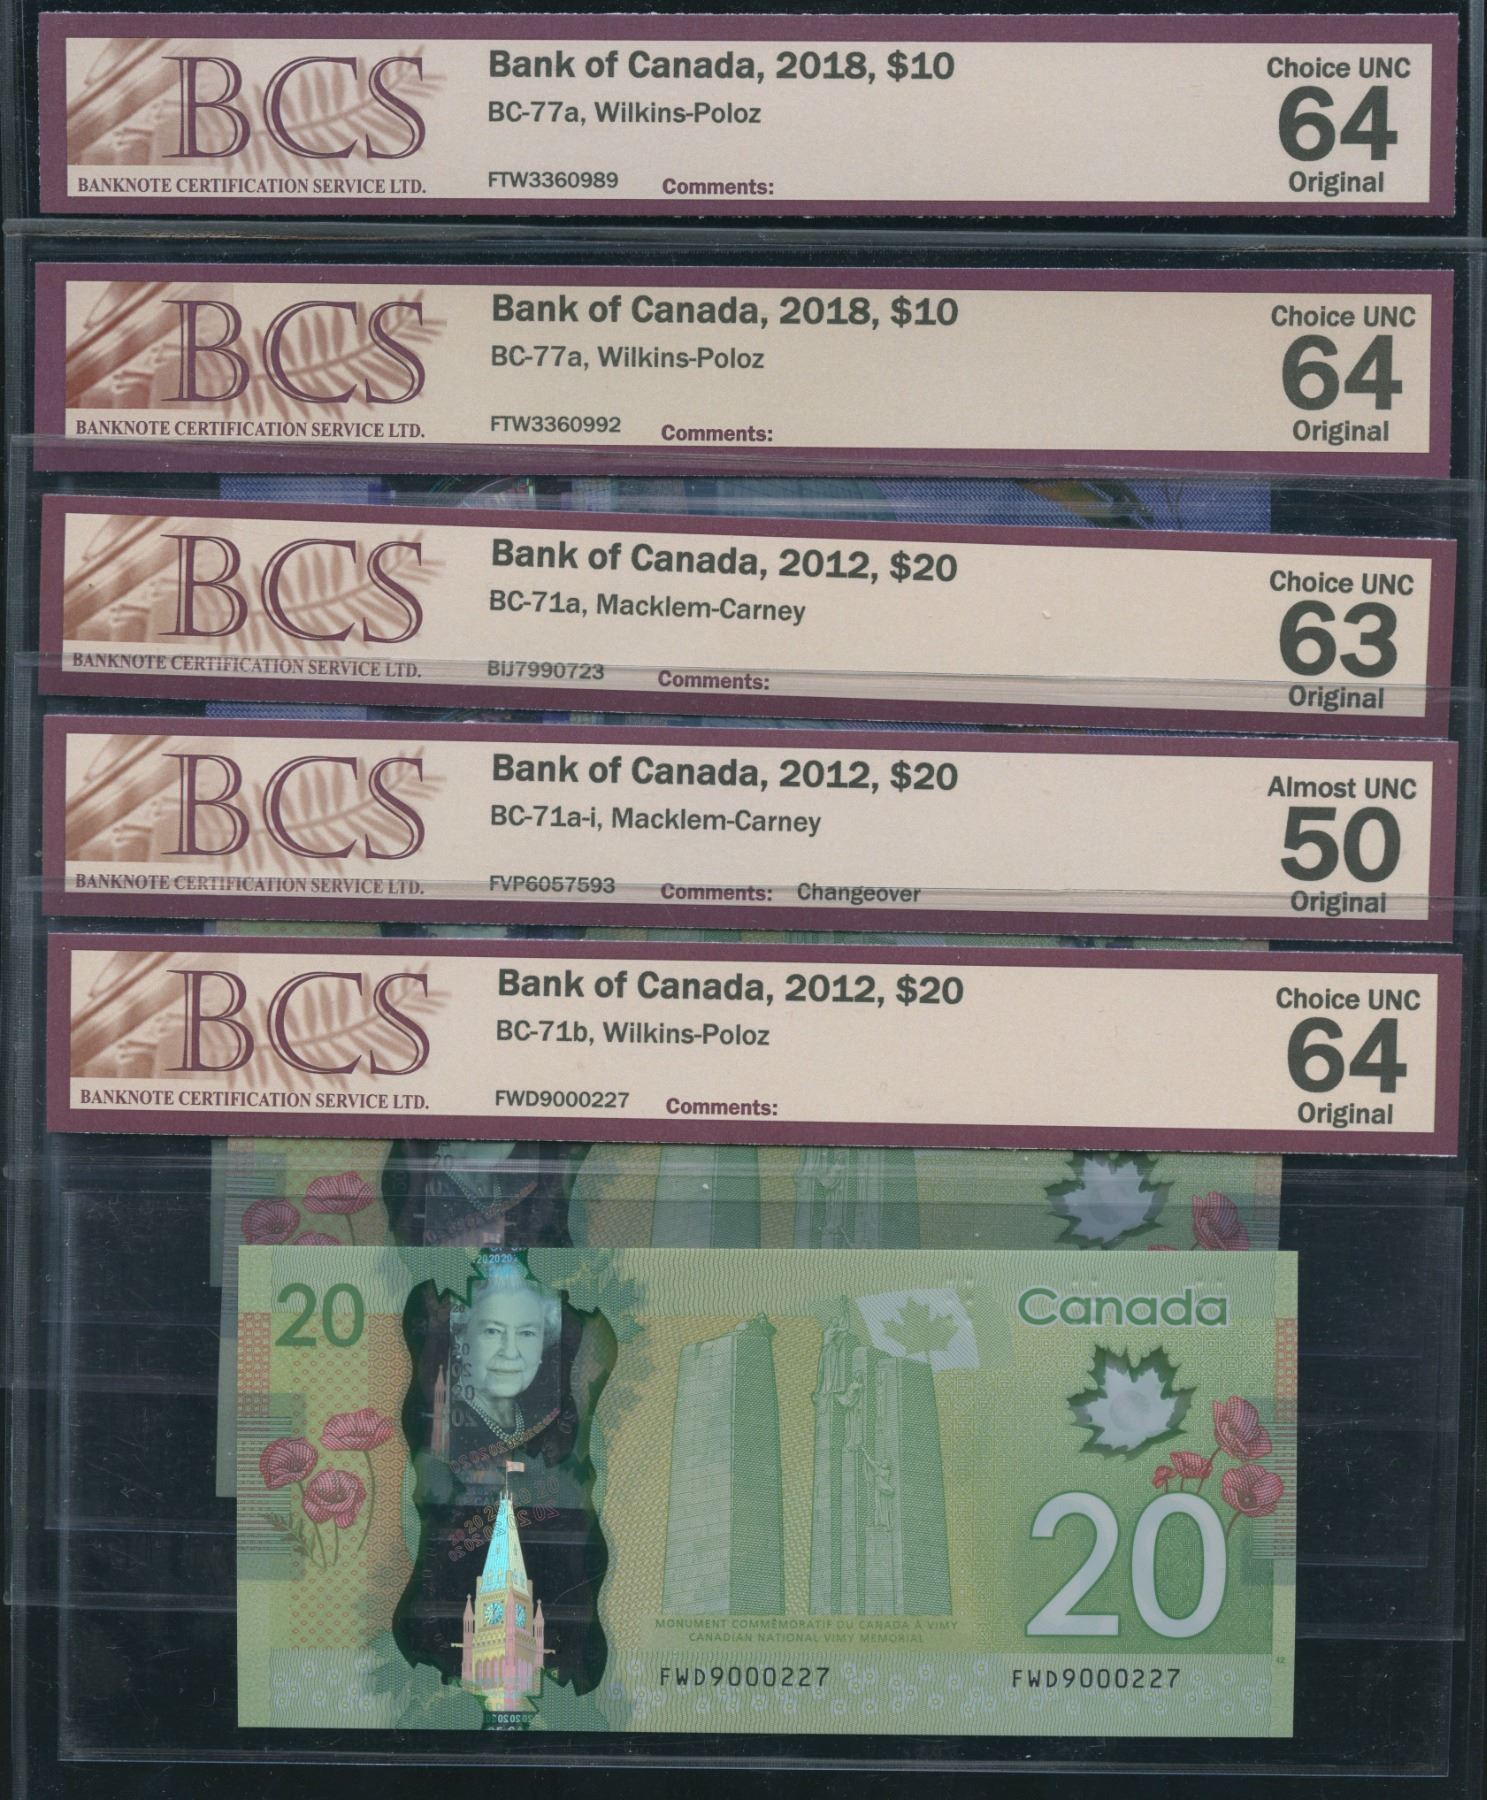 BCS
BANKNOTE CERTIFICATION SERVICE LTD.
Bank of Canada, 2018, $10
BC-77a, Wilkins-Poloz
FTW3360989 Comments:
Choice UNC
64
Original
BCS
BANKNOTE CERTIFICATION SERVICE LTD.
Bank of Canada, 2018, $10
BC-77a, Wilkins-Poloz
FTW3360992 Comments:
Choice UNC
64
Original
BCS
BANKNOTE CERTIFICATION SERVICE LTD.
Bank of Canada, 2012, $20
BC-71a, Macklem-Carney
BIJ7990723 Comments:
Choice UNC
63
Original
BCS
BANKNOTE CERTIFICATION SERVICE LTD.
Bank of Canada, 2012, $20
BC-71a-i, Macklem-Carney
FVP6057593 Comments: Changeover
Almost UNC
50
Original
BCS
BANKNOTE CERTIFICATION SERVICE LTD.
Bank of Canada, 2012, $20
BC-71b, Wilkins-Poloz
FWD9000227 Comments:
Choice UNC
64
Original
20
Canada
20
MONUMENT COMMÉMORATIF DU CANADA À VIMY
CANADIAN NATIONAL VIMY MEMORIAL
FWD9000227 FWD9000227